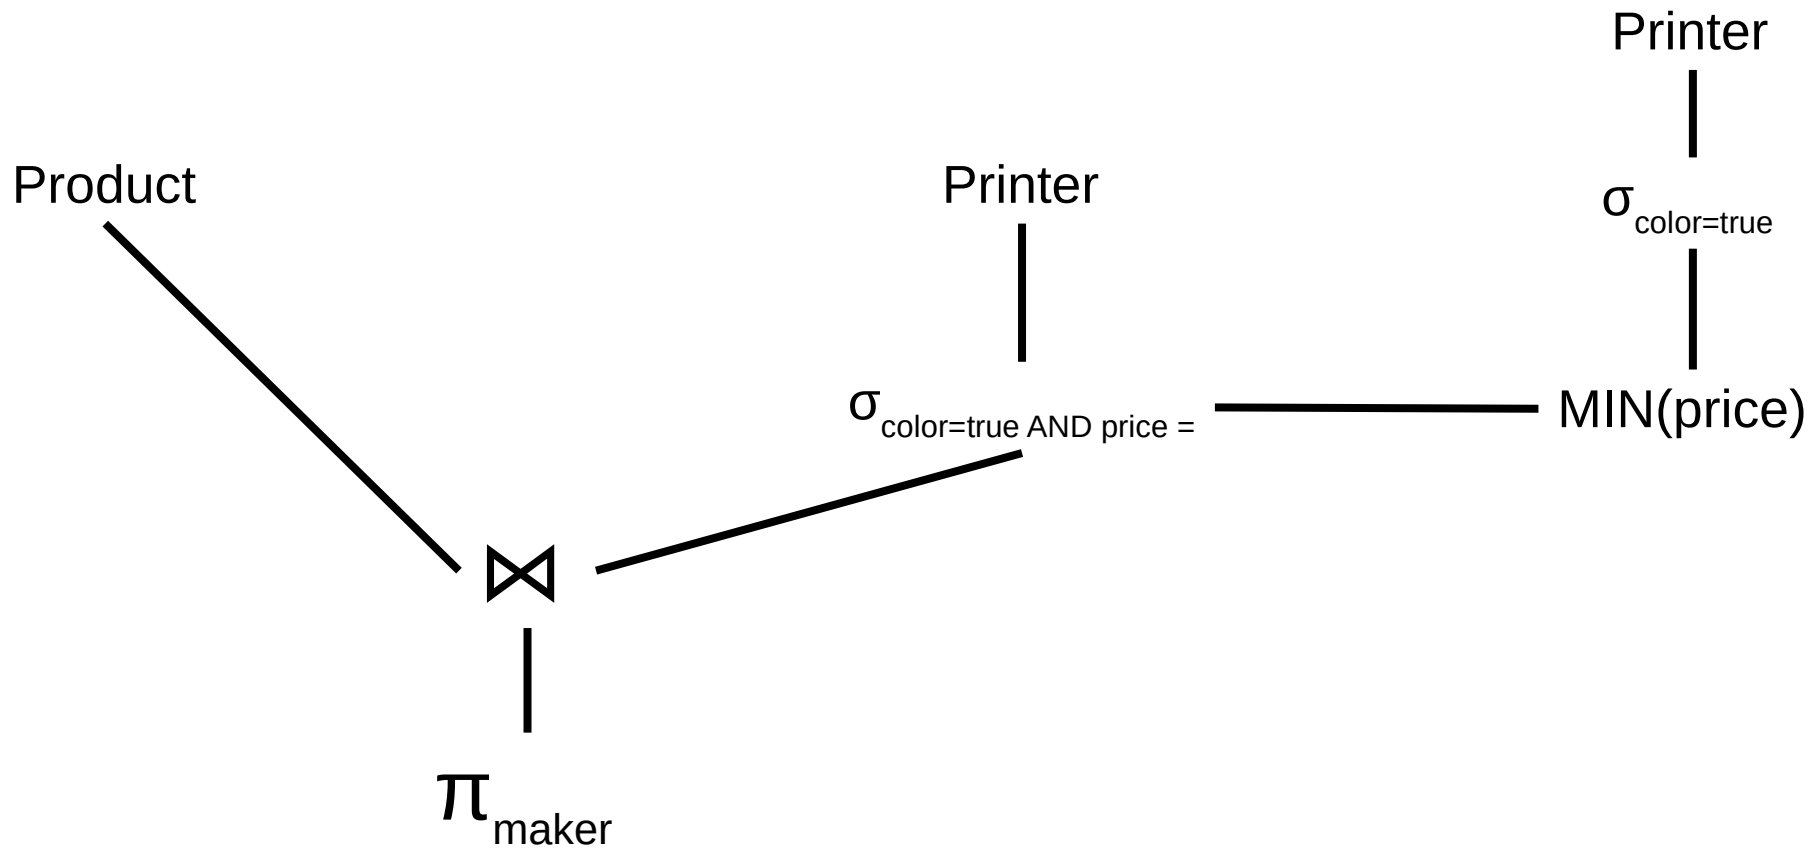 Printer
Product
Printer
σcolor=true
σcolor=true AND price =
MIN(price)
⋈
πmaker